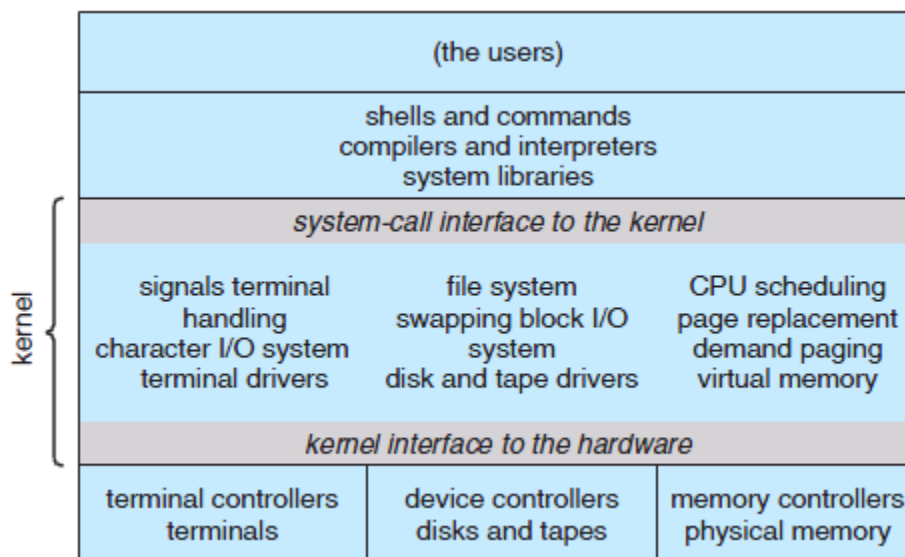 (the users)
shells and commands
compilers and interpreters
system libraries
kernel
system-call interface to the kernel
signals terminal
handling
character I/O system
terminal drivers
file system
swapping block I/O
system
disk and tape drivers
CPU scheduling
page replacement
demand paging
virtual memory
kernel interface to the hardware
terminal controllers
terminals
device controllers
disks and tapes
memory controllers
physical memory